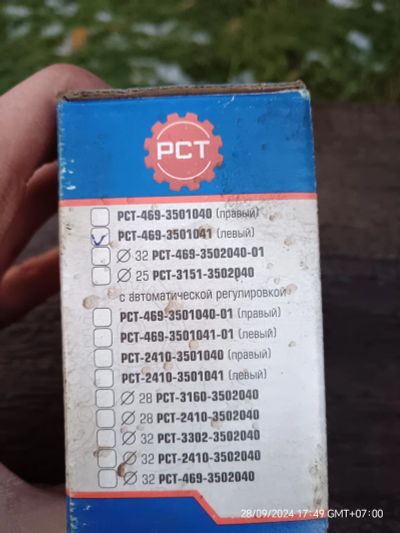 РСТ
РСТ-469-3501040 (правый)
РСТ-469-3501041 (левый)
∅ 32 РСТ-469-3502040-01
∅ 25 РСТ-3151-3502040
с автоматической регулировкой
РСТ-469-3501040-01 (правый)
РСТ-469-3501041-01 (левый)
РСТ-2410-3501040 (правый)
РСТ-2410-3501041 (левый)
∅ 28 РСТ-3160-3502040
∅ 28 РСТ-2410-3502040
∅ 32 РСТ-3302-3502040
∅ 32 РСТ-2410-3502040
∅ 32 РСТ-469-3502040
28/09/2024 17:49 GMT+07:00